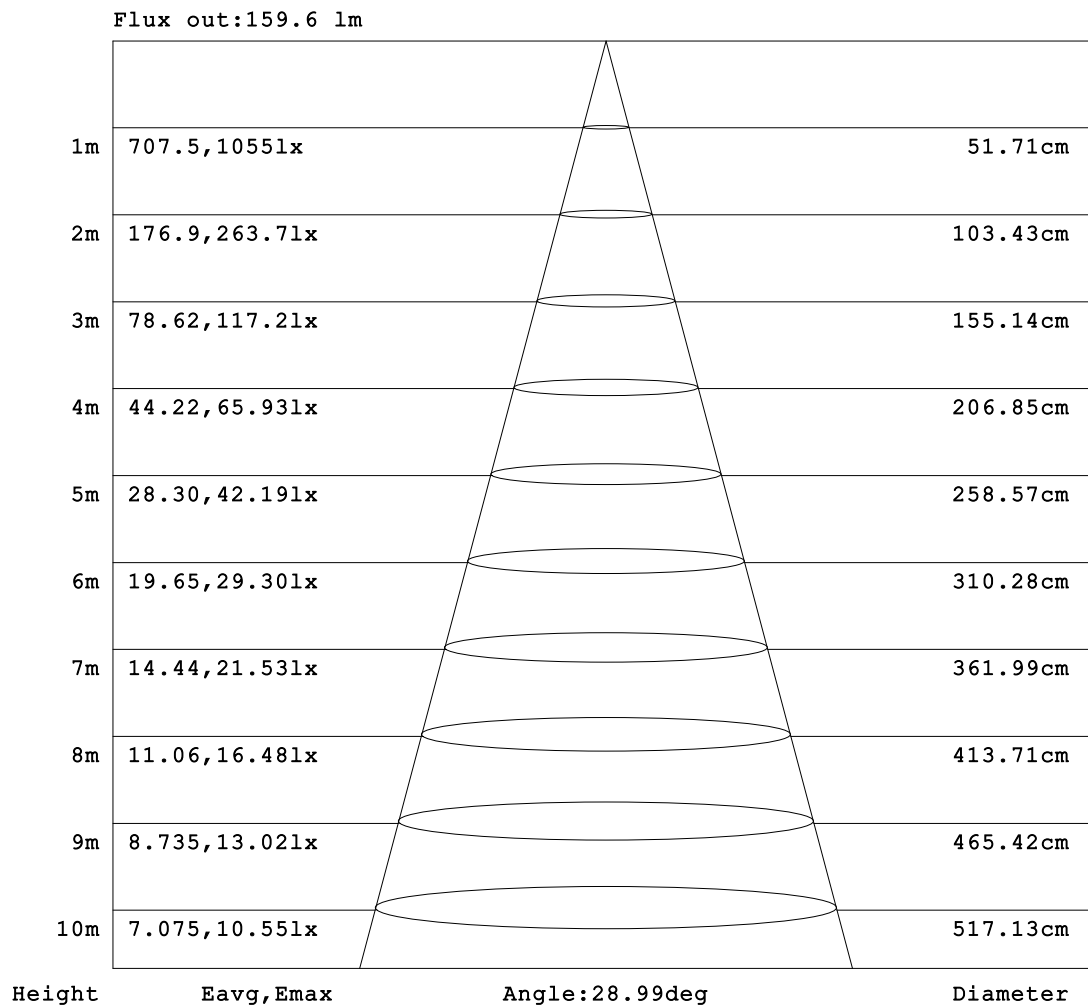 Flux out:159.6 lm
1m 707.5,1055lx 51.71cm
2m 176.9,263.7lx 103.43cm
3m 78.62,117.2lx 155.14cm
4m 44.22,65.93lx 206.85cm
5m 28.30,42.19lx 258.57cm
6m 19.65,29.30lx 310.28cm
7m 14.44,21.53lx 361.99cm
8m 11.06,16.48lx 413.71cm
9m 8.735,13.02lx 465.42cm
10m 7.075,10.55lx 517.13cm
Height Eavg,Emax Angle:28.99deg Diameter